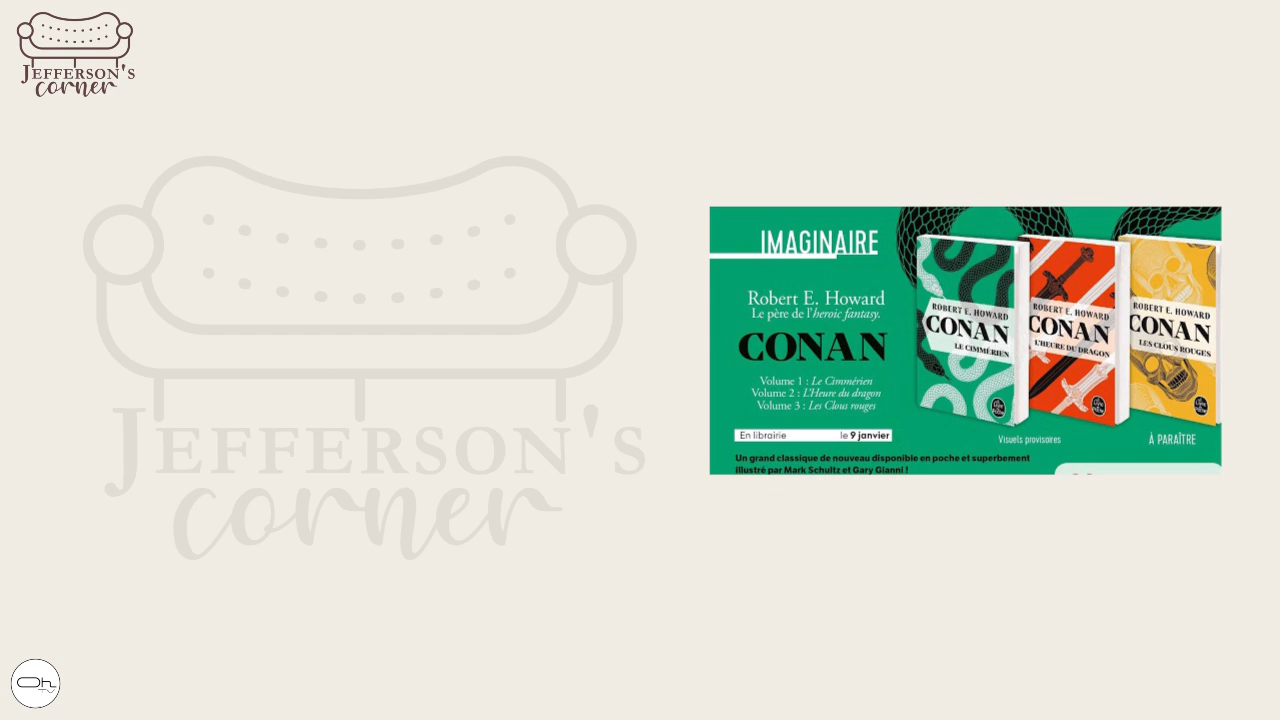 JEFFERSON'S
corner
JEFFERSON'S
corner
IMAGINAIRE
Robert E. Howard
Le père de l'heroic fantasy.
CONAN
Volume 1 : Le Cimmérien
Volume 2 : L'Heure du dragon
Volume 3 : Les Clous rouges
En librairie le 9 janvier
Un grand classique de nouveau disponible en poche et superbement
illustré par Mark Schultz et Gary Gianni !
ROBERT E. HOWARD
CONAN
LE CIMMÉRIEN
ROBERT E. HOWARD
CONAN
L'HEURE DU DRAGON
ROBERT E. HOWARD
CONAN
LES CLOUS ROUGES
Visuels provisoires
À PARAÎTRE
Oh